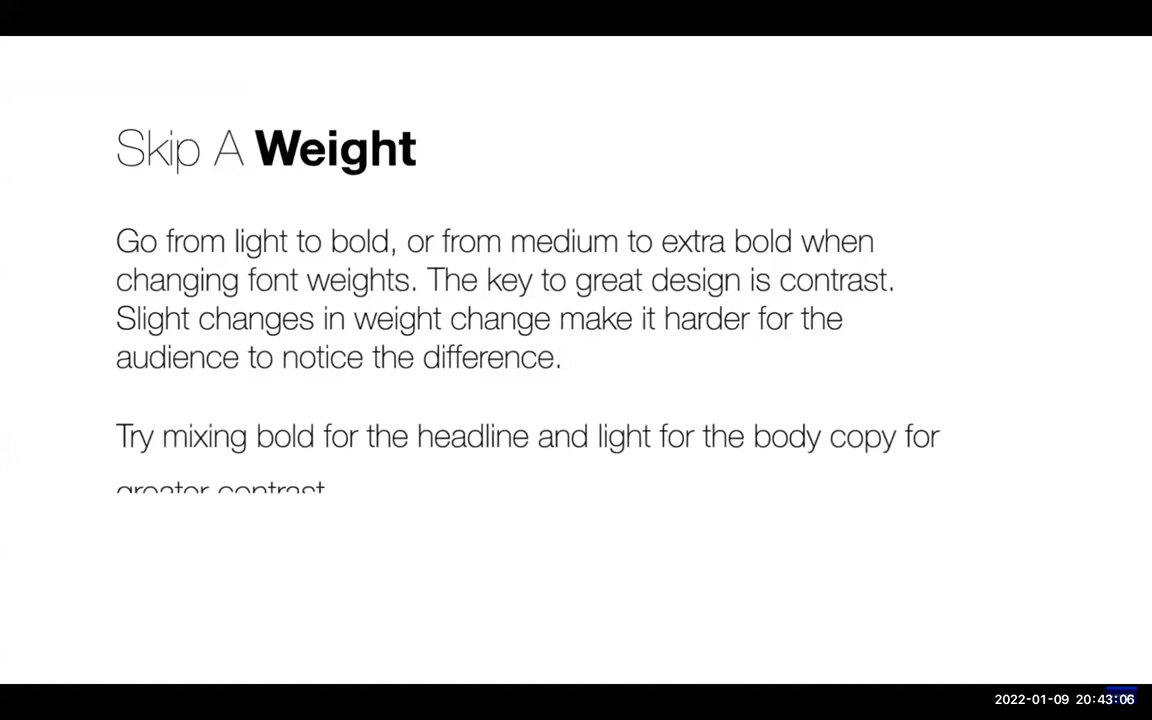 Skip A Weight
Go from light to bold, or from medium to extra bold when
changing font weights. The key to great design is contrast.
Slight changes in weight change make it harder for the
audience to notice the difference.
Try mixing bold for the headline and light for the body copy for
greater contrast
2022-01-09 20:43:06